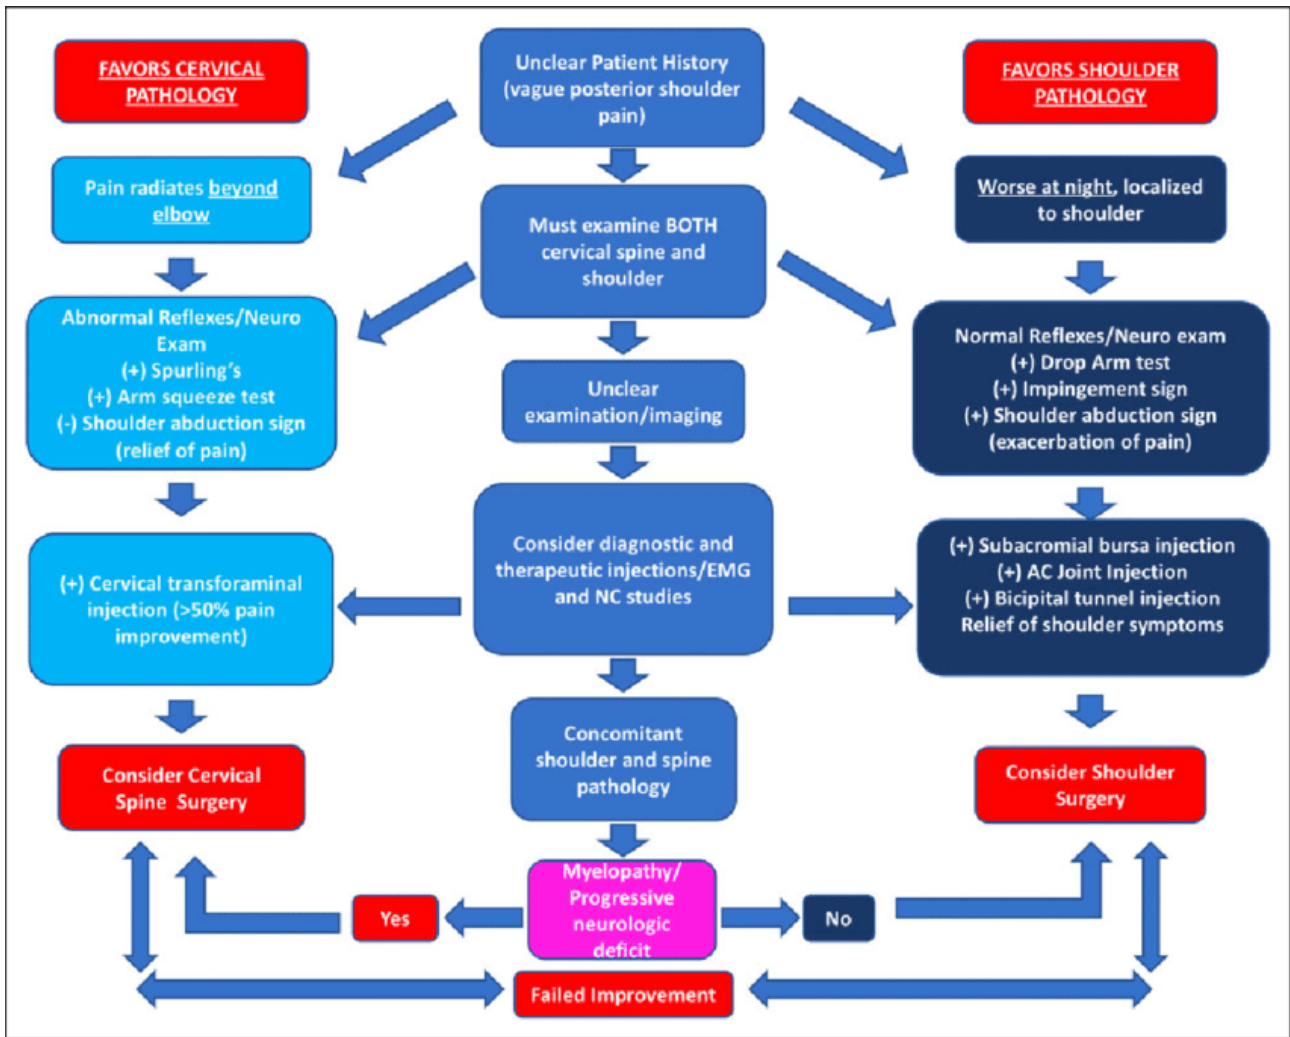 FAVORS CERVICAL
PATHOLOGY
Unclear Patient History
(vague posterior shoulder
pain)
FAVORS SHOULDER
PATHOLOGY
Pain radiates beyond
elbow
Worse at night, localized
to shoulder
Must examine BOTH
cervical spine and
shoulder
Abnormal Reflexes/Neuro
Exam
(+) Spurling's
(+) Arm squeeze test
(-) Shoulder abduction sign
(relief of pain)
Unclear
examination/imaging
Normal Reflexes/Neuro exam
(+) Drop Arm test
(+) Impingement sign
(+) Shoulder abduction sign
(exacerbation of pain)
(+) Cervical transforaminal
injection (>50% pain
improvement)
Consider diagnostic and
therapeutic injections/EMG
and NC studies
(+) Subacromial bursa injection
(+) AC Joint Injection
(+) Bicipital tunnel injection
Relief of shoulder symptoms
Concomitant
shoulder and spine
pathology
Consider Cervical
Spine Surgery
Consider Shoulder
Surgery
Myelopathy/
Progressive
neurologic
deficit
Yes
No
Failed Improvement